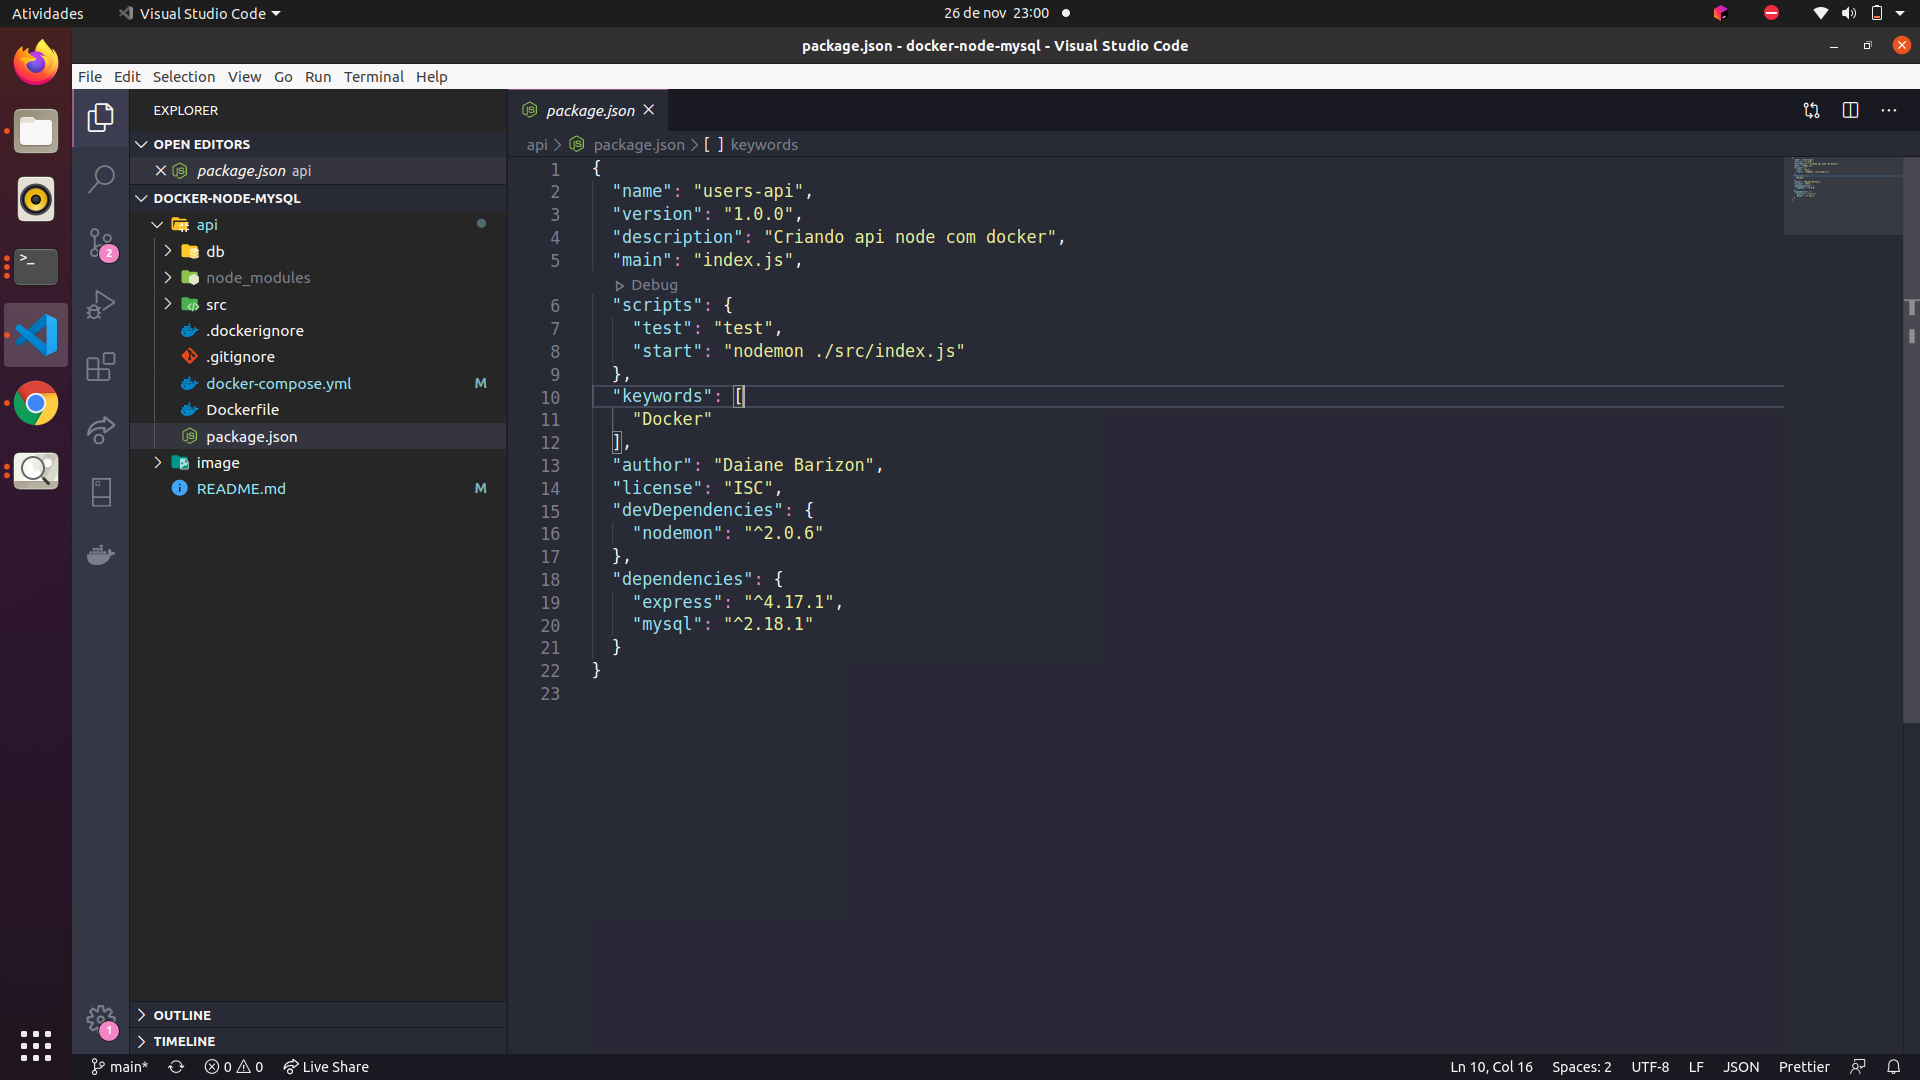 Atividades
Visual Studio Code
26 de nov 23:00
package.json - docker-node-mysql - Visual Studio Code
File Edit Selection View Go Run Terminal Help
EXPLORER
OPEN EDITORS
package.json api
DOCKER-NODE-MYSQL
api
db
node_modules
src
.dockerignore
.gitignore
docker-compose.yml M
Dockerfile
package.json
image
README.md M
OUTLINE
TIMELINE
2
1
package.json
api > package.json > [ ] keywords
1 {
2 "name": "users-api",
3 "version": "1.0.0",
4 "description": "Criando api node com docker",
5 "main": "index.js",
Debug
6 "scripts": {
7 "test": "test",
8 "start": "nodemon ./src/index.js"
9 },
10 "keywords": [
11 "Docker"
12 ],
13 "author": "Daiane Barizon",
14 "license": "ISC",
15 "devDependencies": {
16 "nodemon": "^2.0.6"
17 },
18 "dependencies": {
19 "express": "^4.17.1",
20 "mysql": "^2.18.1"
21 }
22 }
23
main* 0 0 Live Share
Ln 10, Col 16 Spaces: 2 UTF-8 LF JSON Prettier